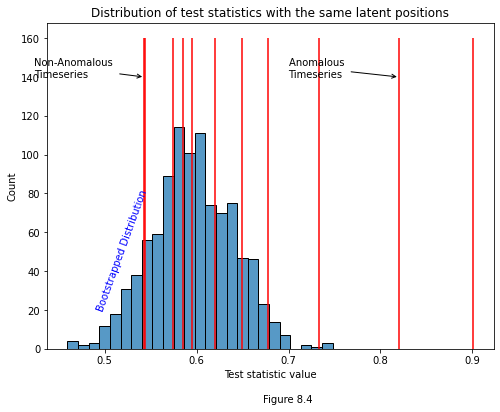 Distribution of test statistics with the same latent positions
160
140
120
100
80
60
40
20
0
Count
Non-Anomalous
Timeseries
Anomalous
Timeseries
Bootstrapped Distribution
0.5 0.6 0.7 0.8 0.9
Test statistic value
Figure 8.4